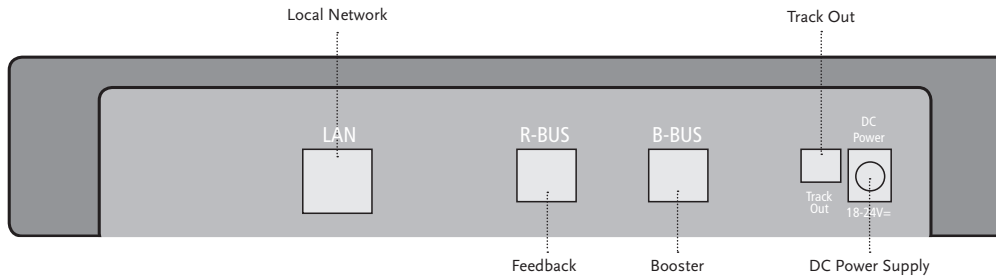 Local Network
Track Out
LAN
R-BUS
B-BUS
DC
Power
Track
Out
18-24V=
Feedback
Booster
DC Power Supply